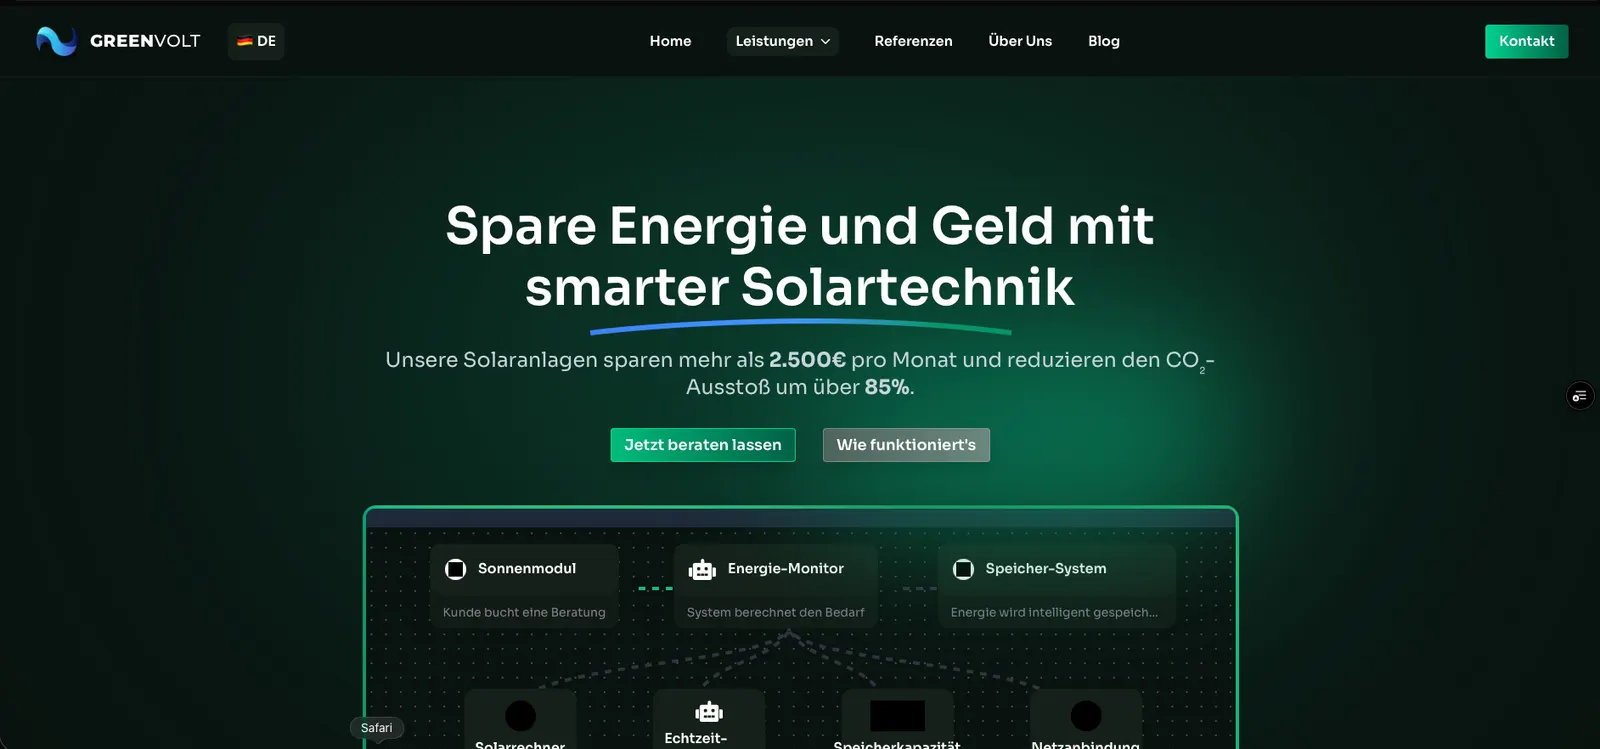 GREENVOLT
DE
Home
Leistungen
Referenzen
Über Uns
Blog
Kontakt
Spare Energie und Geld mit
smarter Solartechnik
Unsere Solaranlagen sparen mehr als 2.500€ pro Monat und reduzieren den CO₂-
Ausstoß um über 85%.
Jetzt beraten lassen
Wie funktioniert's
Sonnenmodul
Kunde bucht eine Beratung
Energie-Monitor
System berechnet den Bedarf
Speicher-System
Energie wird intelligent gespeich...
Solarrechner
Echtzeit-
Speicherkapazität
Netzanbindung
Safari